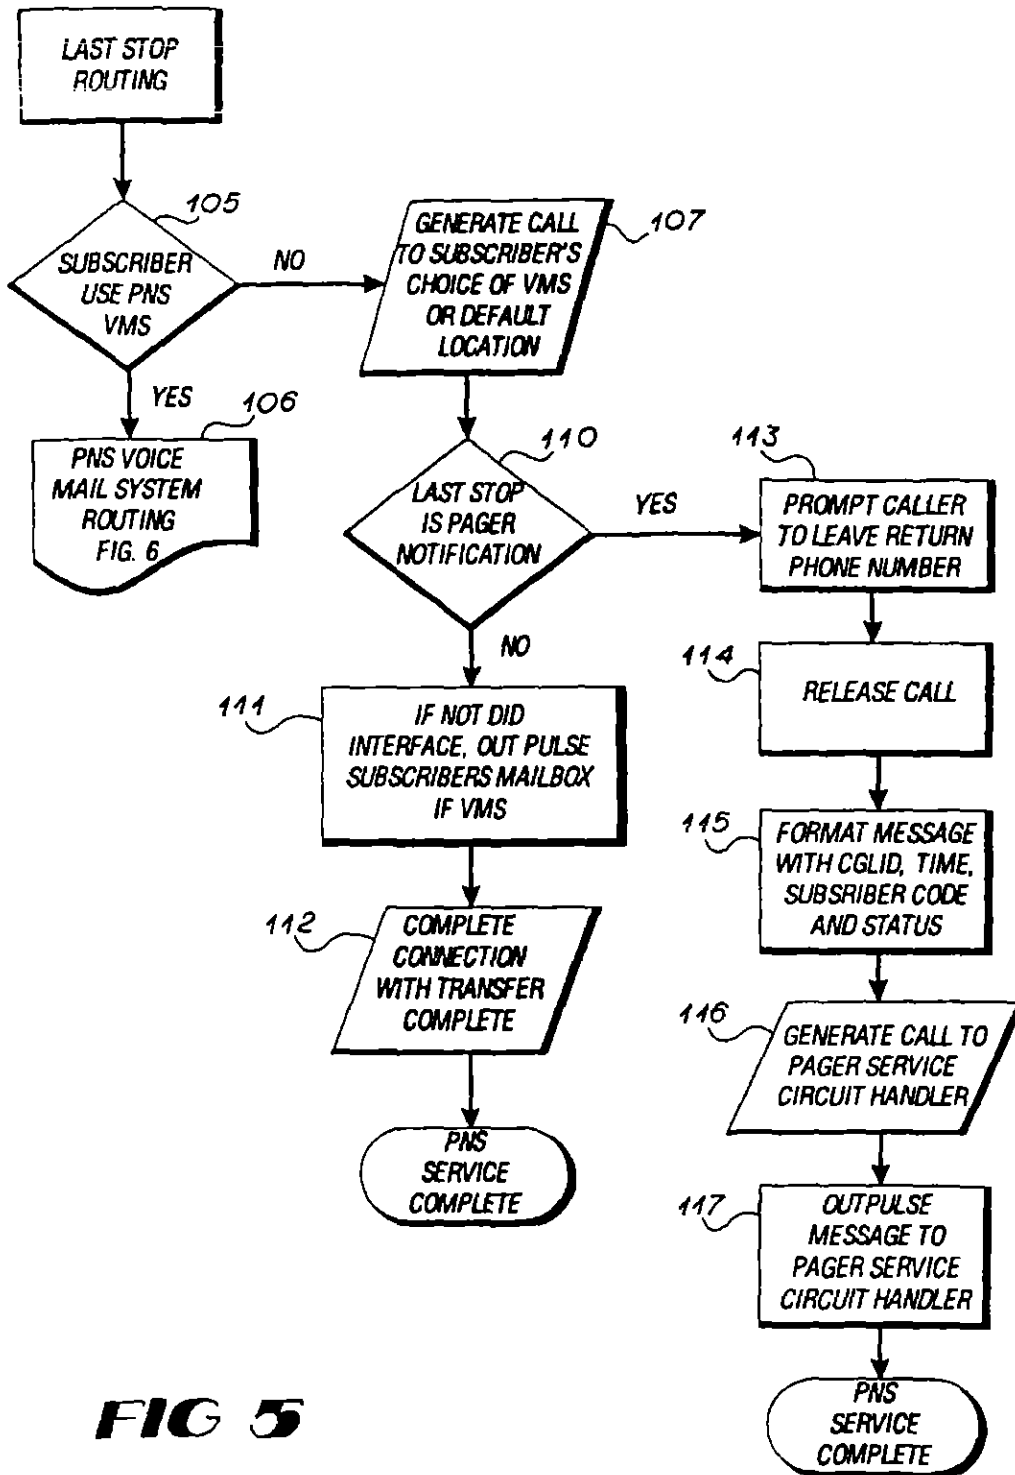 LAST STOP
ROUTING
105
SUBSCRIBER
USE PNS
VMS
NO
YES
106
PNS VOICE
MAIL SYSTEM
ROUTING
FIG. 6
GENERATE CALL
TO SUBSCRIBER'S
CHOICE OF VMS
OR DEFAULT
LOCATION
107
110
LAST STOP
IS PAGER
NOTIFICATION
YES
NO
111
IF NOT DID
INTERFACE, OUT PULSE
SUBSCRIBERS MAILBOX
IF VMS
112
COMPLETE
CONNECTION
WITH TRANSFER
COMPLETE
PNS
SERVICE
COMPLETE
113
PROMPT CALLER
TO LEAVE RETURN
PHONE NUMBER
114
RELEASE CALL
115
FORMAT MESSAGE
WITH CGLID, TIME,
SUBSRIBER CODE
AND STATUS
116
GENERATE CALL TO
PAGER SERVICE
CIRCUIT HANDLER
117
OUTPULSE
MESSAGE TO
PAGER SERVICE
CIRCUIT HANDLER
PNS
SERVICE
COMPLETE
FIG 5